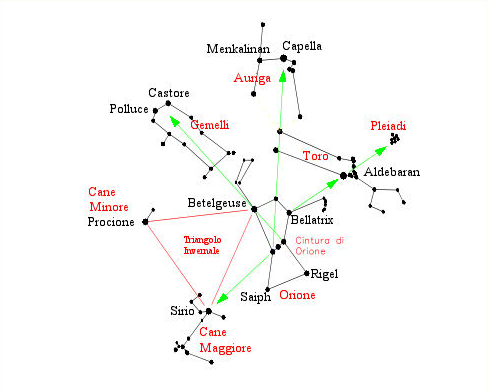 Menkalinan
Capella
Auriga
Castore
Polluce
Gemelli
Pleiadi
Toro
Aldebaran
Cane
Minore
Procione
Betelgeuse
Bellatrix
Triangolo
Invernale
Cintura di
Orione
Rigel
Saiph
Orione
Sirio
Cane
Maggiore